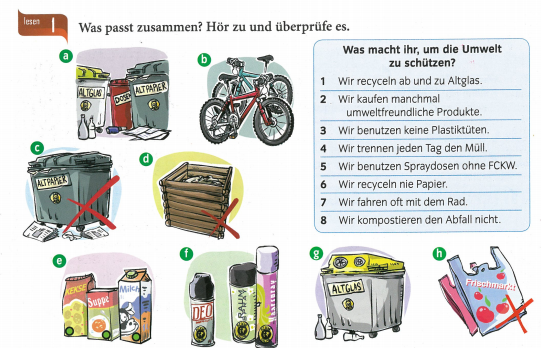 lesen 1 Was passt zusammen? Hör zu und überprüfe es.
a
ALTGLAS
DOSEN
ALTPAPIER
b
c
ALTPAPIER
d
e
KEKSE
Suppe
Milch
f
DEO
RAUM
g
ALTGLAS
h
Frischmarkt
Was macht ihr, um die Umwelt
zu schützen?
1 Wir recyceln ab und zu Altglas.
2 Wir kaufen manchmal
umweltfreundliche Produkte.
3 Wir benutzen keine Plastiktüten.
4 Wir trennen jeden Tag den Müll.
5 Wir benutzen Spraydosen ohne FCKW.
6 Wir recyceln nie Papier.
7 Wir fahren oft mit dem Rad.
8 Wir kompostieren den Abfall nicht.